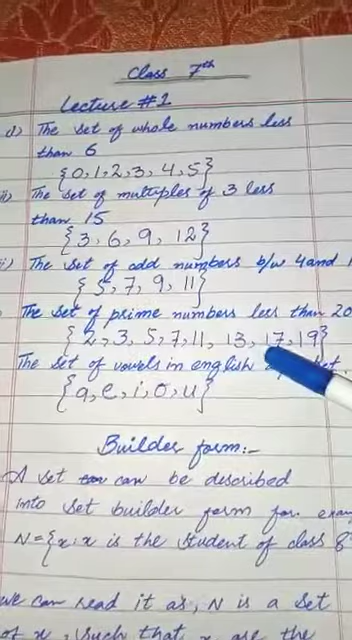 Class 7th
Lecture #1
i) The set of whole numbers less
than 6
{0,1,2,3,4,5}
ii) The set of multiples of 3 less
than 15
{3,6,9,12}
i) The set of odd numbers b/w 4 and 1
{5,7,9,11}
The set of prime numbers less than 20
{2,3,5,7,11,13,17,19}
The set of vowels in english
{a,e,i,o,u}
Builder form:-
A set can be described
into set builder form for exam
N={x:x is the student of class 8
we can read it as, N is a set
of x, such that x are the